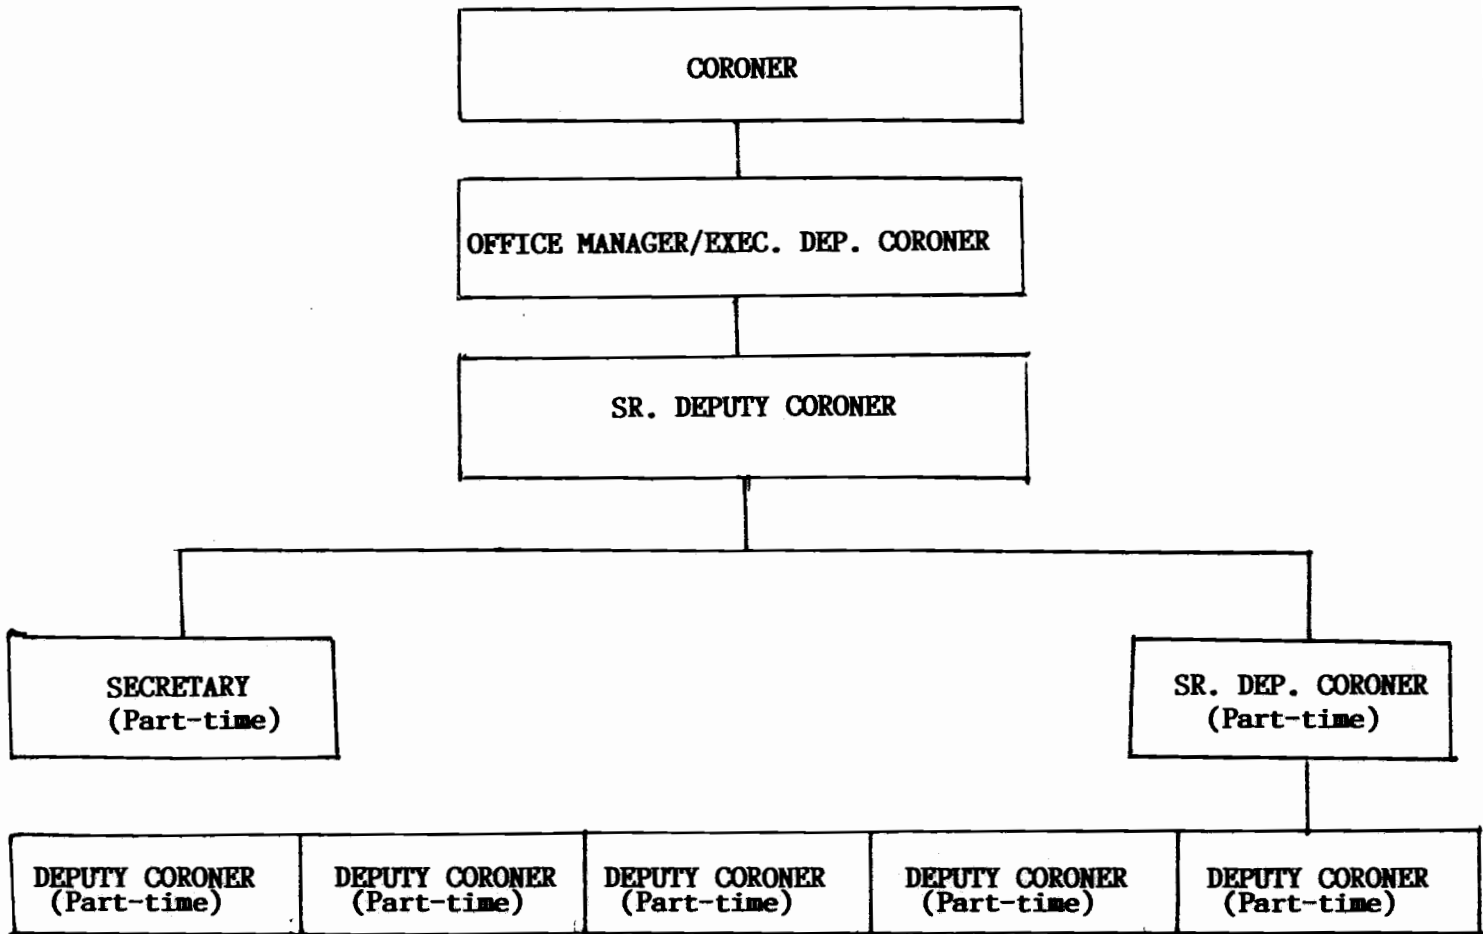 CORONER
OFFICE MANAGER/EXEC. DEP. CORONER
SR. DEPUTY CORONER
SECRETARY
(Part-time)
SR. DEP. CORONER
(Part-time)
DEPUTY CORONER
(Part-time)
DEPUTY CORONER
(Part-time)
DEPUTY CORONER
(Part-time)
DEPUTY CORONER
(Part-time)
DEPUTY CORONER
(Part-time)